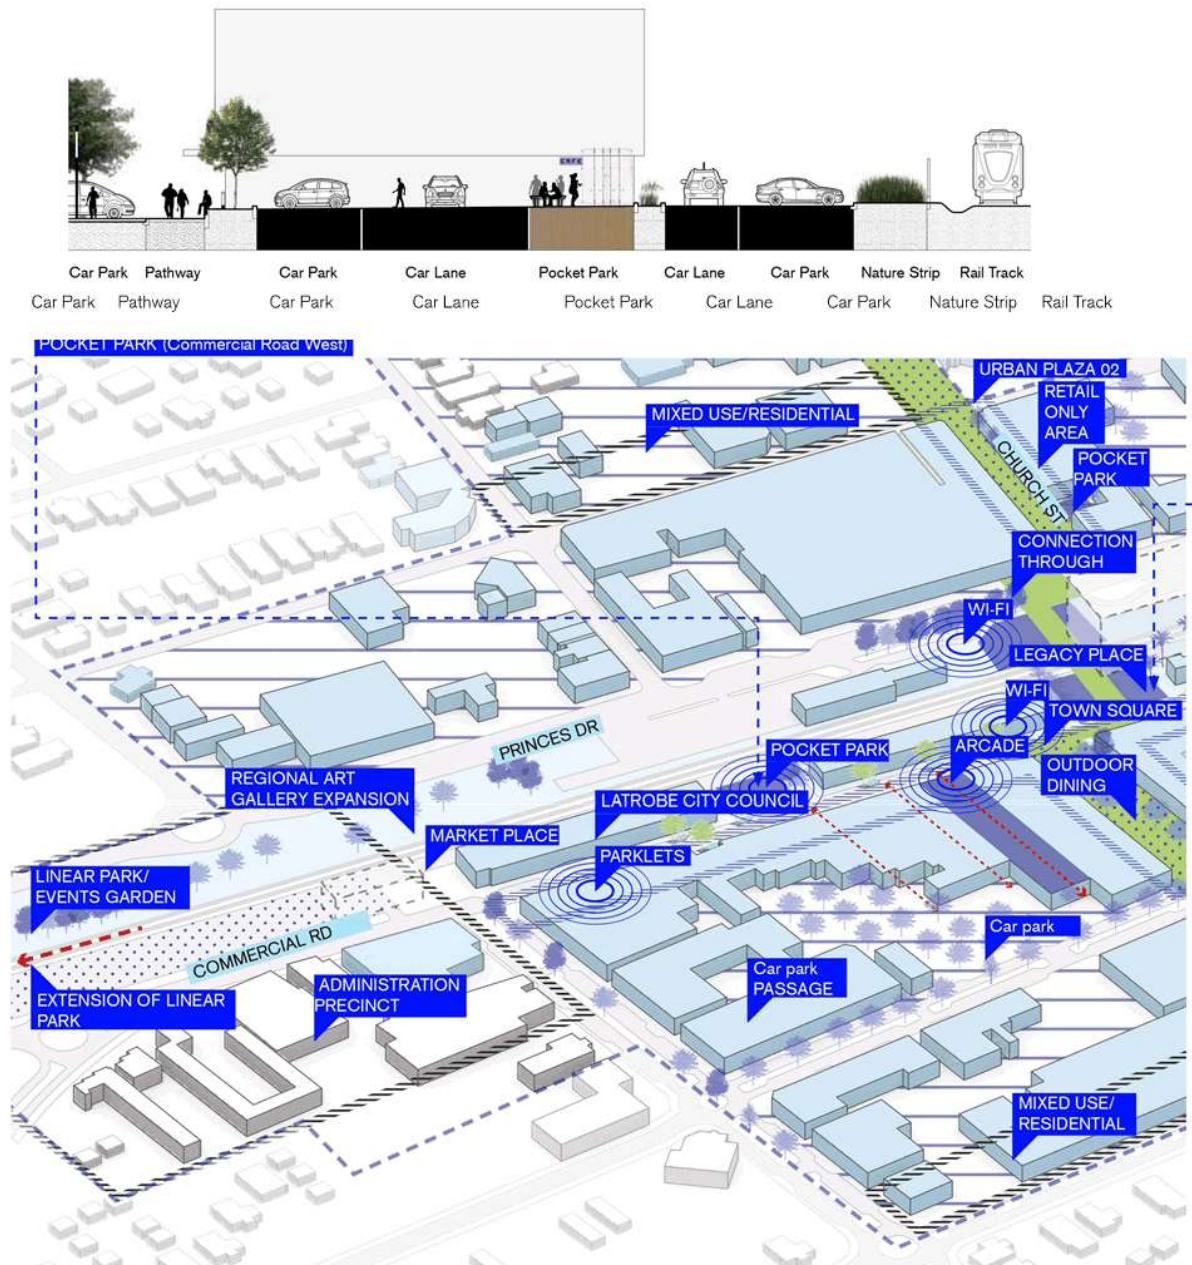 CAFE
Car Park Pathway Car Park Car Lane Pocket Park Car Lane Car Park Nature Strip Rail Track
Car Park Pathway Car Park Car Lane Pocket Park Car Lane Car Park Nature Strip Rail Track
POCKET PARK (Commercial Road West)
URBAN PLAZA 02
RETAIL
ONLY
AREA
MIXED USE/RESIDENTIAL
CHURCH ST
POCKET
PARK
CONNECTION
THROUGH
WI-FI
LEGACY PLACE
WI-FI
TOWN SQUARE
PRINCES DR
POCKET PARK
ARCADE
OUTDOOR
DINING
REGIONAL ART
GALLERY EXPANSION
LATROBE CITY COUNCIL
MARKET PLACE
PARKLETS
LINEAR PARK/
EVENTS GARDEN
COMMERCIAL RD
Car park
Car park
PASSAGE
ADMINISTRATION
PRECINCT
EXTENSION OF LINEAR
PARK
MIXED USE/
RESIDENTIAL